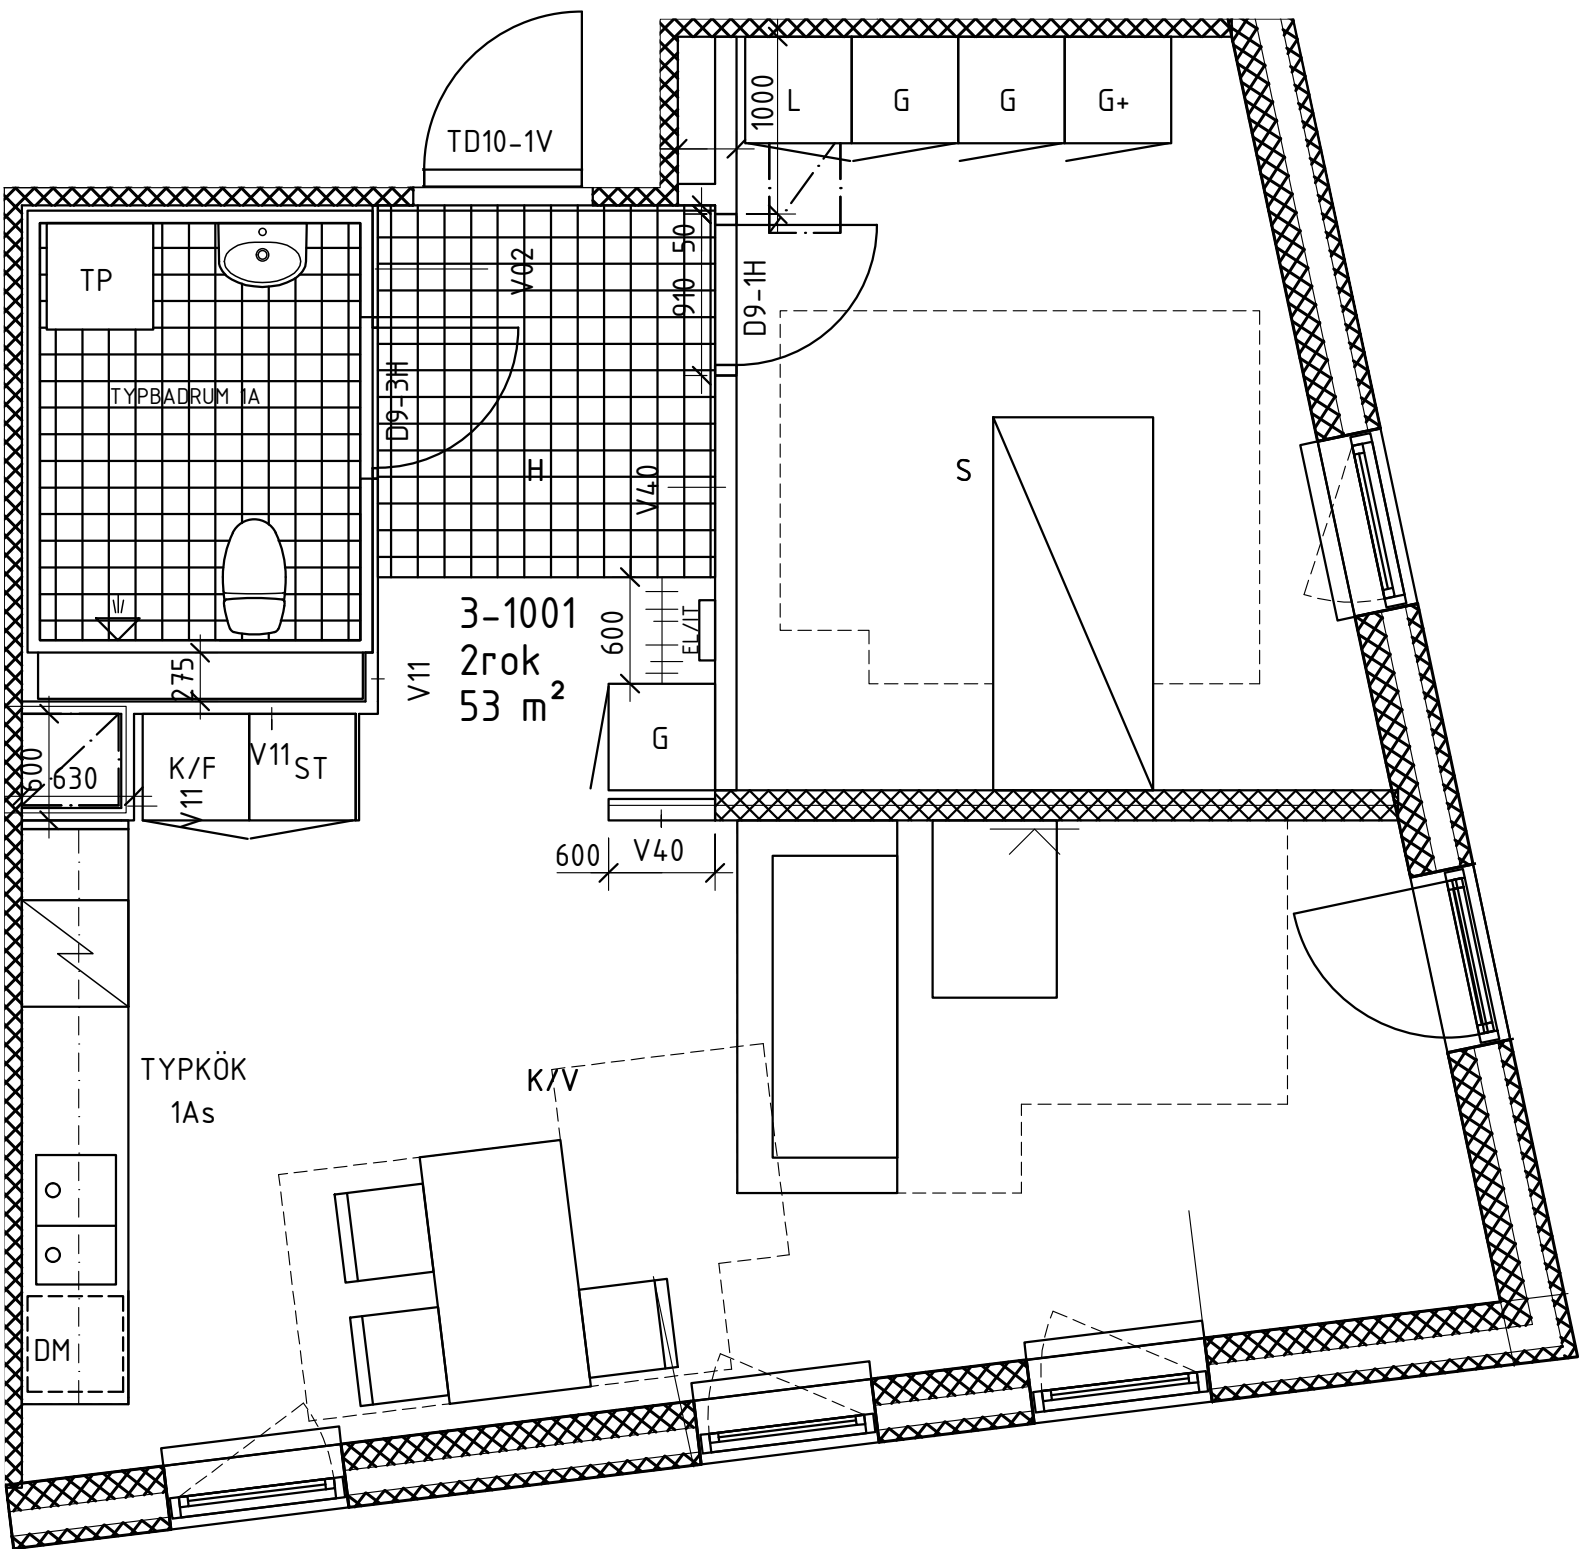 TD10-1V
1000
L
G
G
G+
TP
V02
50
910
D9-1H
TYPBADRUM 1A
D9-3H
H
V40
S
3-1001
2rok
53 m²
600
EL/IT
275
V11
G
600
630
K/F
V11
V11
ST
600
V40
TYPKÖK
1As
K/V
DM